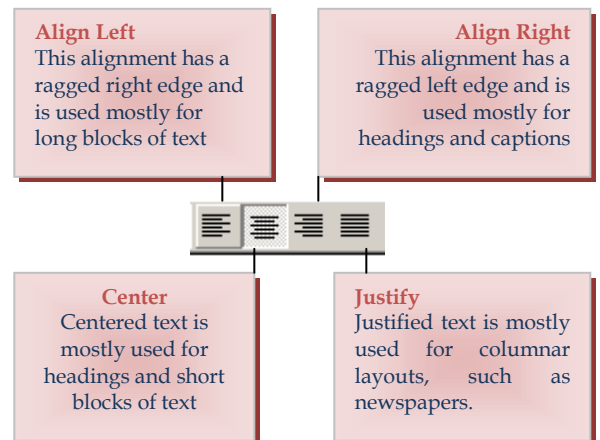 Align Left
This alignment has a
ragged right edge and
is used mostly for
long blocks of text
Align Right
This alignment has a
ragged left edge and is
used mostly for
headings and captions
Center
Centered text is
mostly used for
headings and short
blocks of text
Justify
Justified text is mostly
used for columnar
layouts, such as
newspapers.